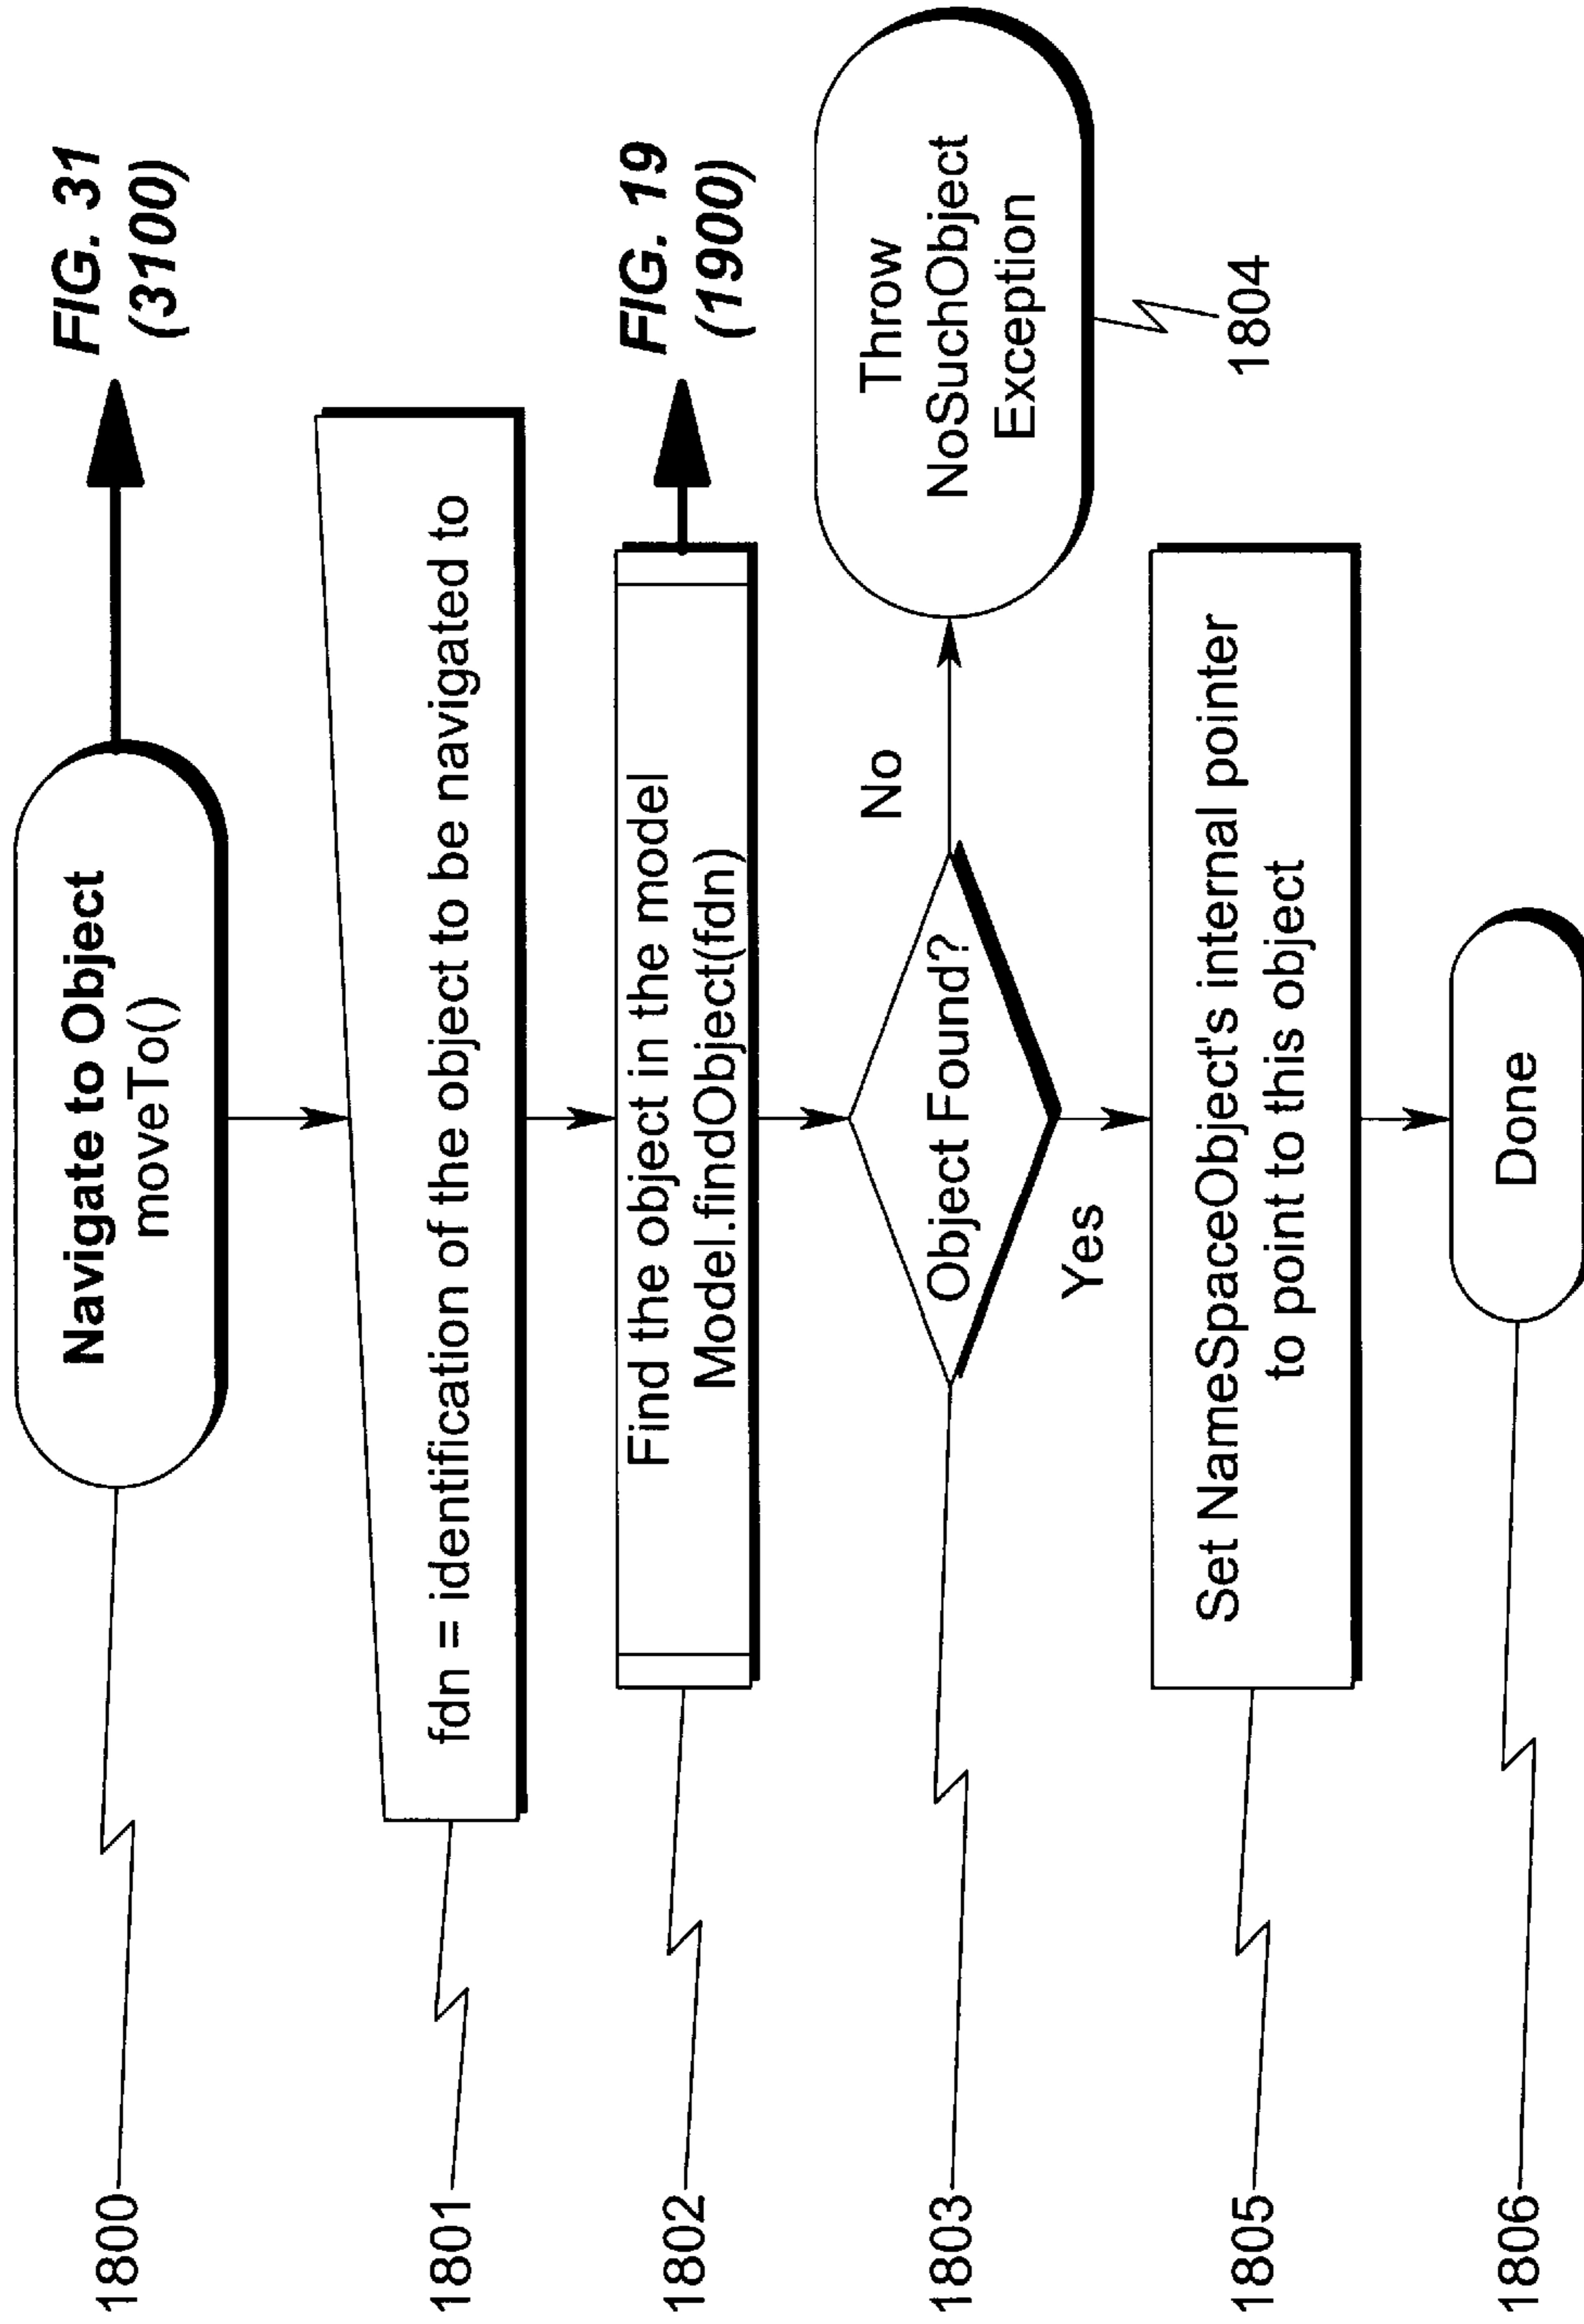 1800
Navigate to Object
moveTo()
FIG. 31
(3100)
1801
fdn = identification of the object to be navigated to
1802
Find the object in the model
Model.findObject(fdn)
FIG. 19
(1900)
1803
Object Found?
No
Throw
NoSuchObject
Exception
1804
Yes
1805
Set NameSpaceObject's internal pointer
to point to this object
1806
Done